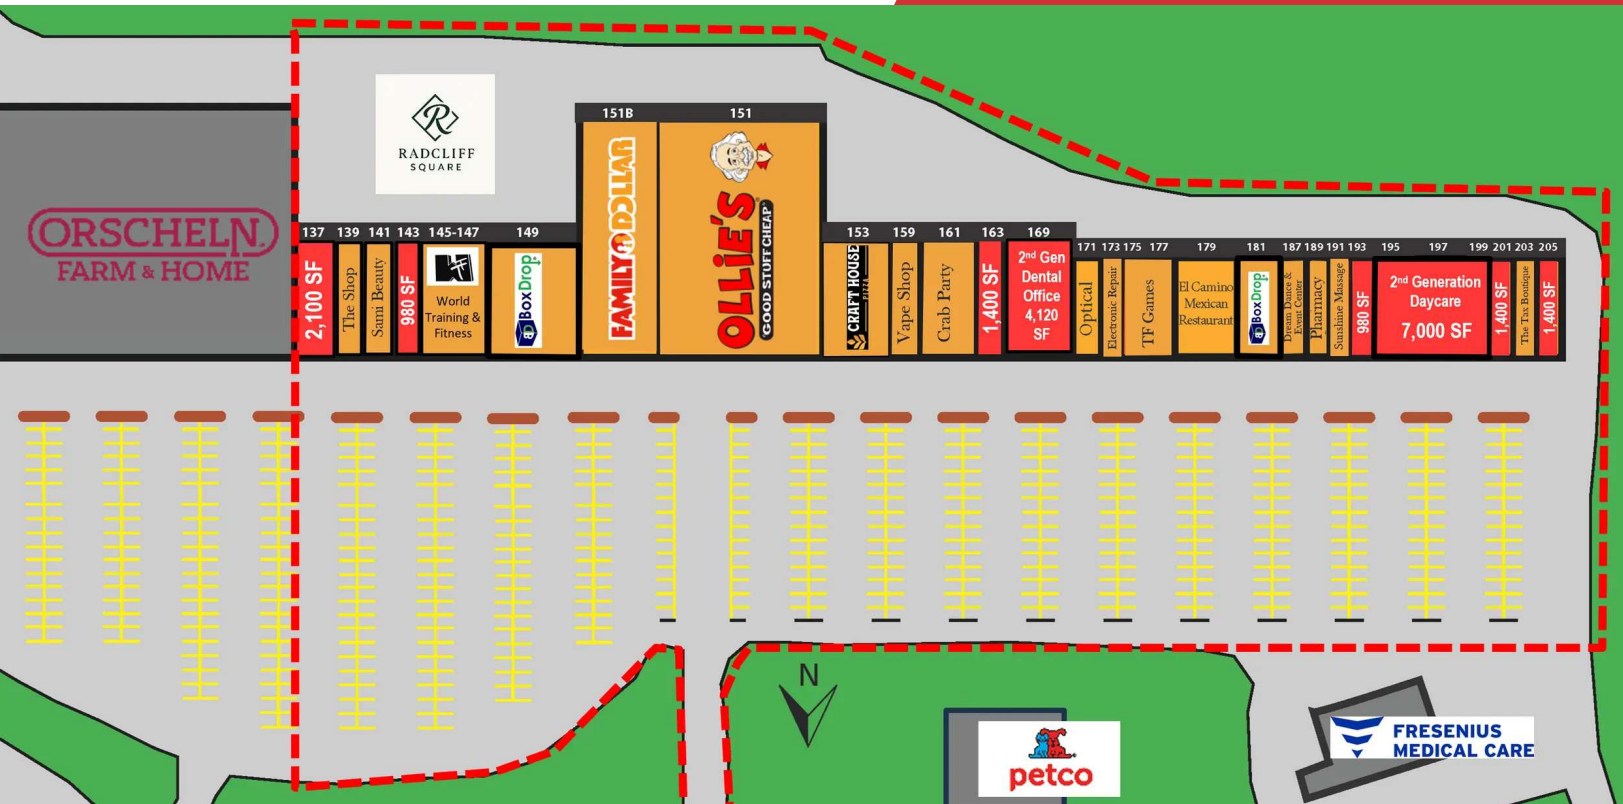 RADCLIFF
SQUARE
ORSCHELN
FARM & HOME
151B
151
FAMILY DOLLAR
OLLIE'S
GOOD STUFF CHEAP
137
139
141
143
145-147
149
2,100 SF
The Shop
Sami Beauty
980 SF
World
Training &
Fitness
BoxDrop
153
159
161
163
169
CRAFT HOUSE
PIZZA
Vape Shop
Crab Party
1,400 SF
2nd Gen
Dental
Office
4,120
SF
171
173
175
177
179
181
187
189
191
193
195
197
199
201
203
205
Optical
Electronic Repair
TF Games
El Camino
Mexican
Restaurant
BoxDrop
Dream Dance &
Event Center
Pharmacy
Sunshine Massage
980 SF
2nd Generation
Daycare
7,000 SF
1,400 SF
The Tax Boutique
1,400 SF
N
petco
FRESENIUS
MEDICAL CARE